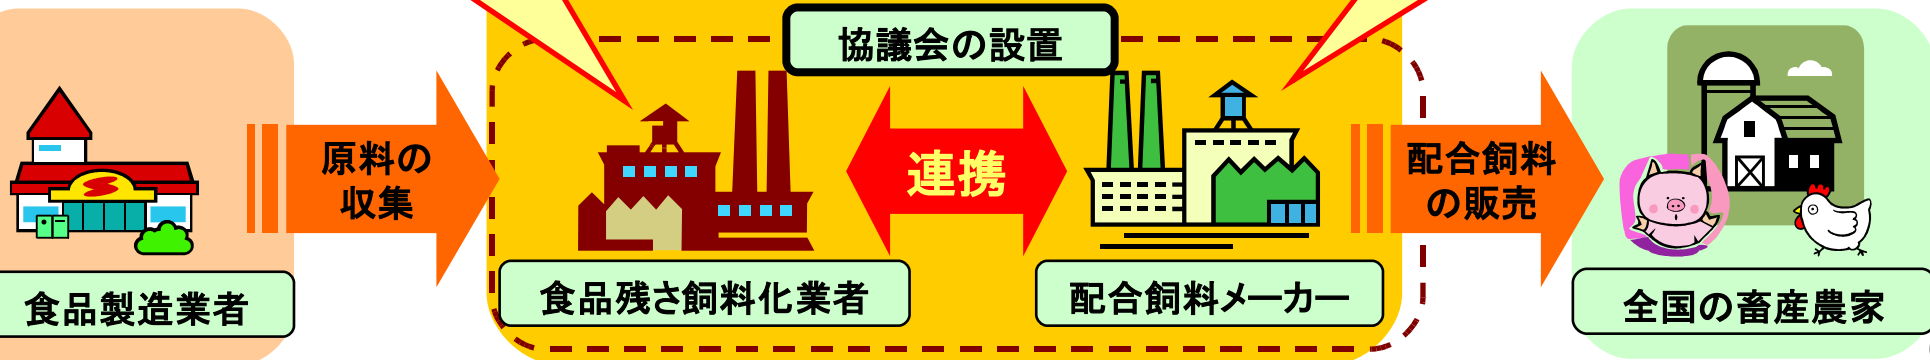 協議会の設置
原料の
収集
連携
配合飼料
の販売
食品製造業者
食品残さ飼料化業者
配合飼料メーカー
全国の畜産農家